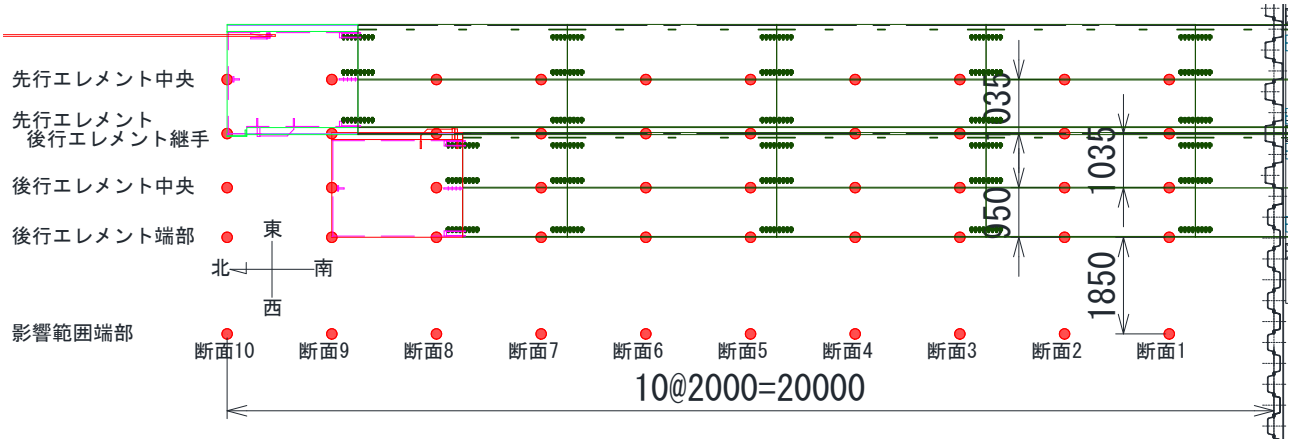 先行エレメント中央
先行エレメント
後行エレメント継手
後行エレメント中央
後行エレメント端部
影響範囲端部
東
北
南
西
1035
1035
950
1850
断面10
断面9
断面8
断面7
断面6
断面5
断面4
断面3
断面2
断面1
10@2000=20000